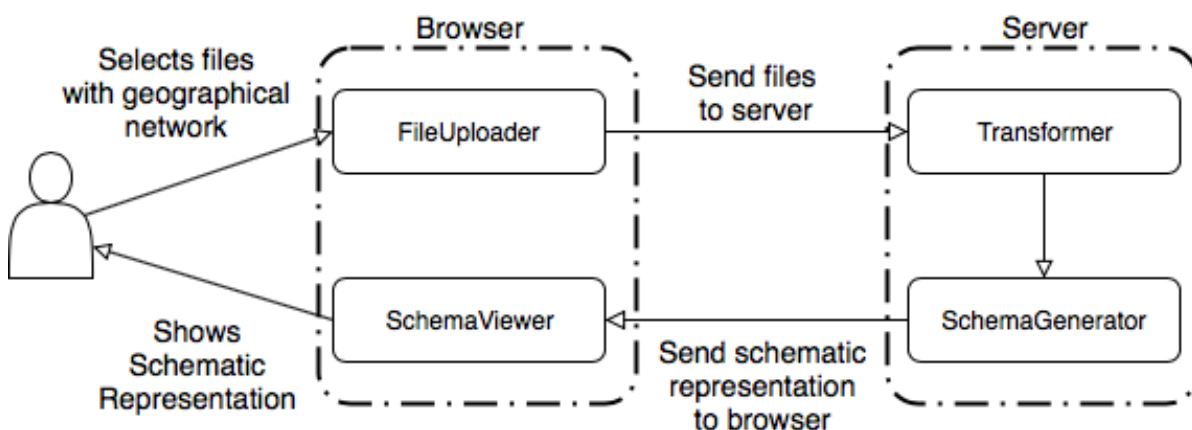 Browser
Server
Selects files
with geographical
network
Send files
to server
FileUploader
Transformer
SchemaViewer
SchemaGenerator
Shows
Schematic
Representation
Send schematic
representation
to browser